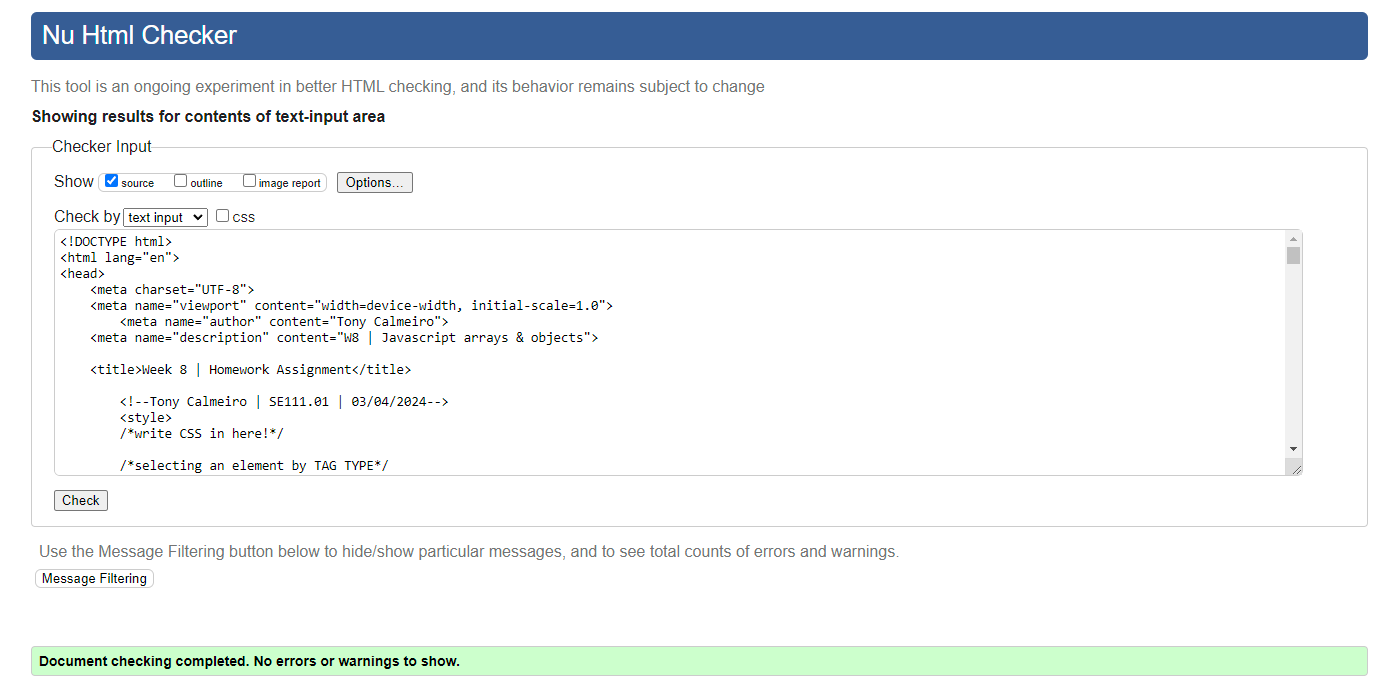 Nu Html Checker
This tool is an ongoing experiment in better HTML checking, and its behavior remains subject to change
Showing results for contents of text-input area
Checker Input
Show source outline image report Options...
Check by text input css
<!DOCTYPE html>
<html lang="en">
<head>
    <meta charset="UTF-8">
    <meta name="viewport" content="width=device-width, initial-scale=1.0">
        <meta name="author" content="Tony Calmeiro">
    <meta name="description" content="W8 | Javascript arrays & objects">
    <title>Week 8 | Homework Assignment</title>
        <!--Tony Calmeiro | SE111.01 | 03/04/2024-->
        <style>
        /*write CSS in here!*/
        /*selecting an element by TAG TYPE*/
Check
Use the Message Filtering button below to hide/show particular messages, and to see total counts of errors and warnings.
Message Filtering
Document checking completed. No errors or warnings to show.